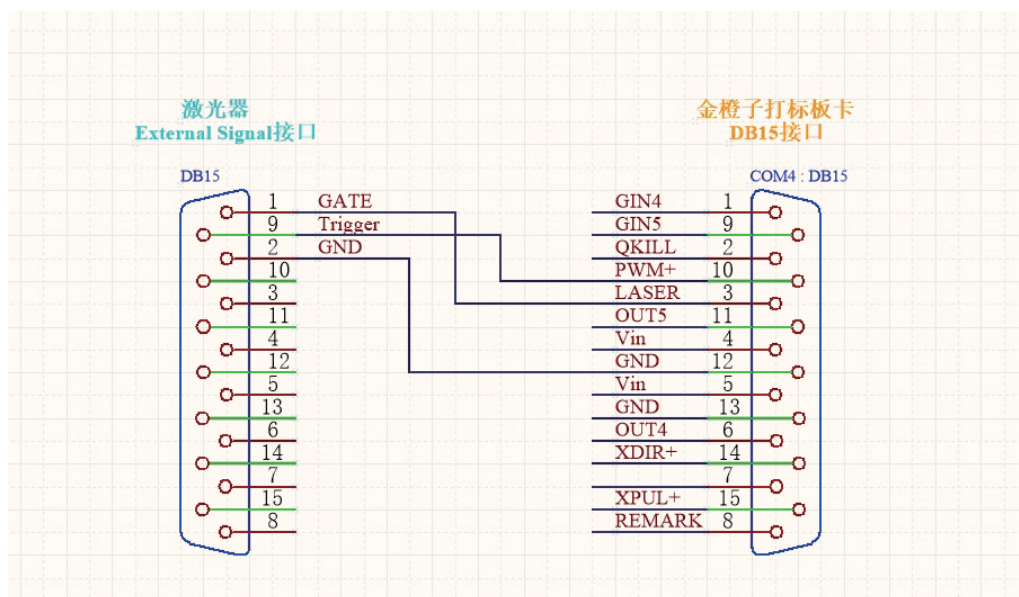 激光器
External Signal接口
DB15
1 GATE
9 Trigger
2 GND
10
3
11
4
12
5
13
6
14
7
15
8
金橙子打标板卡
DB15接口
COM4 : DB15
GIN4 1
GIN5 9
QKILL 2
PWM+ 10
LASER 3
OUT5 11
Vin 4
GND 12
Vin 5
GND 13
OUT4 6
XDIR+ 14
7
XPUL+ 15
REMARK 8